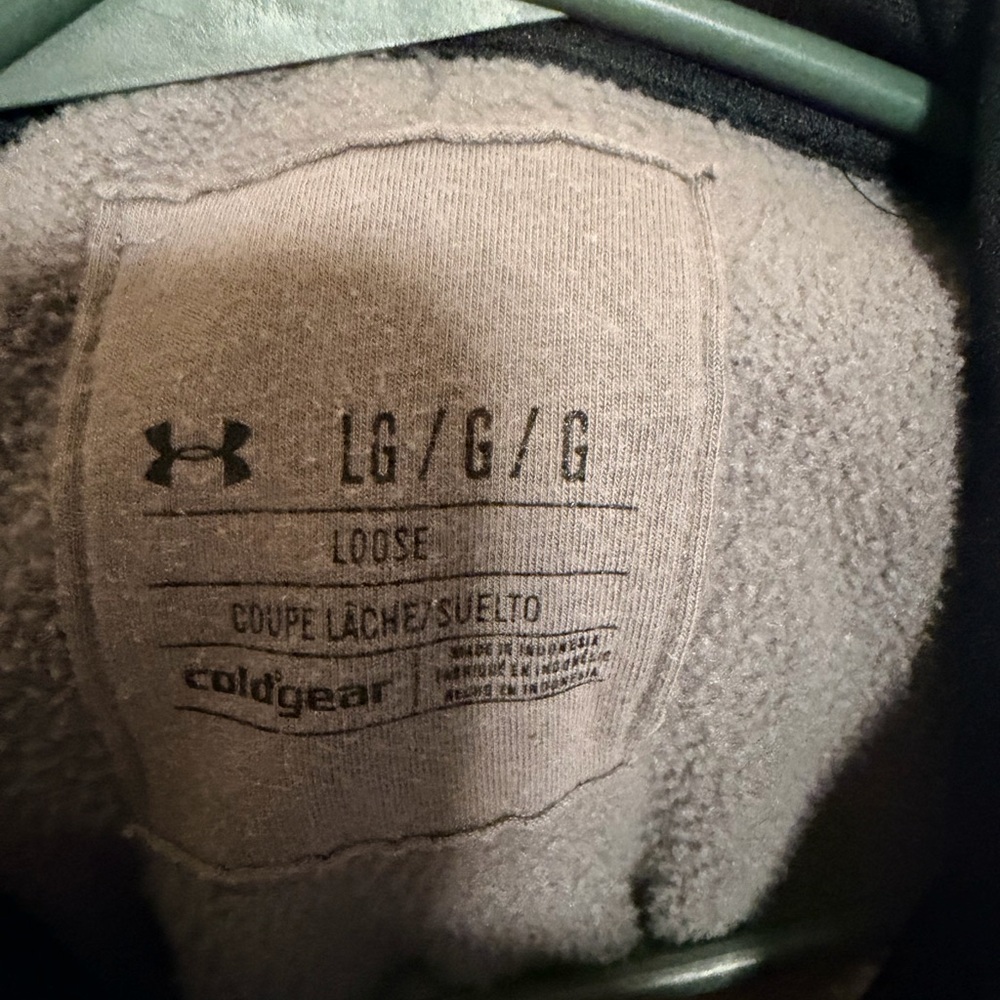 LG / G / G
LOOSE
COUPE LÂCHE/SUELTO
coldgear
MADE IN INDONESIA
FABRIQUÉ EN INDONÉSIE
HECHO EN INDONESIA